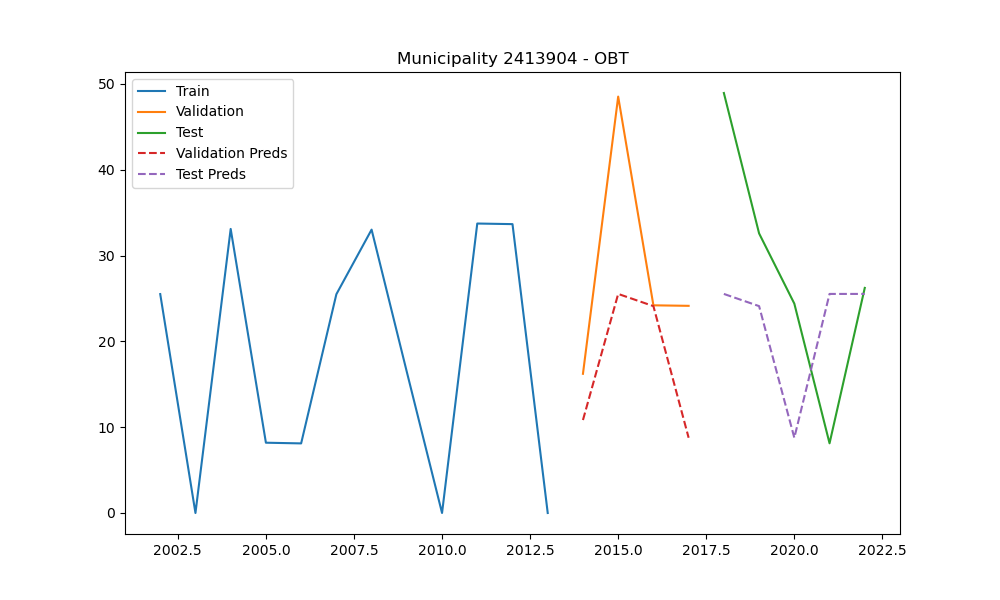 Municipality 2413904 - OBT
Train
Validation
Test
Validation Preds
Test Preds
50
40
30
20
10
0
2002.5 2005.0 2007.5 2010.0 2012.5 2015.0 2017.5 2020.0 2022.5